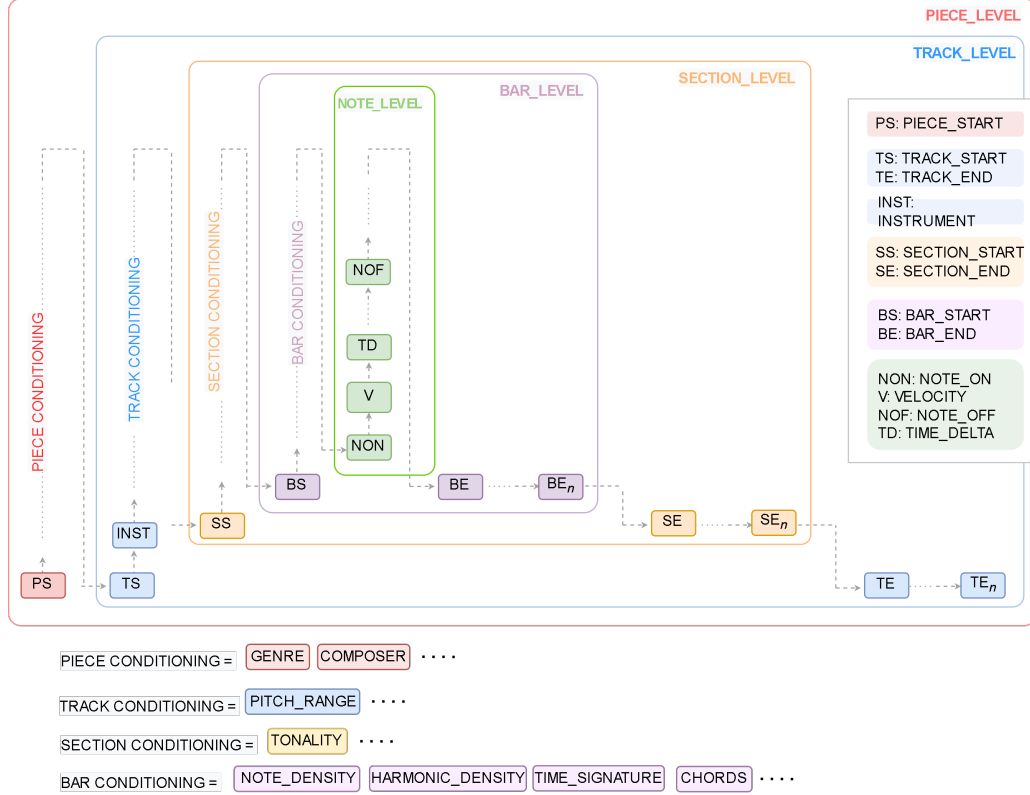 PIECE_LEVEL
TRACK_LEVEL
SECTION_LEVEL
BAR_LEVEL
NOTE_LEVEL
PS: PIECE_START
TS: TRACK_START
TE: TRACK_END
INST:
INSTRUMENT
SS: SECTION_START
SE: SECTION_END
BS: BAR_START
BE: BAR_END
NON: NOTE_ON
V: VELOCITY
NOF: NOTE_OFF
TD: TIME_DELTA
PIECE CONDITIONING
TRACK CONDITIONING
SECTION CONDITIONING
BAR CONDITIONING
NOF
TD
V
NON
BS
BE
BEn
SS
SE
SEn
INST
PS
TS
TE
TEn
PIECE CONDITIONING = GENRE COMPOSER ....
TRACK CONDITIONING = PITCH_RANGE ....
SECTION CONDITIONING = TONALITY ....
BAR CONDITIONING = NOTE_DENSITY HARMONIC_DENSITY TIME_SIGNATURE CHORDS ....